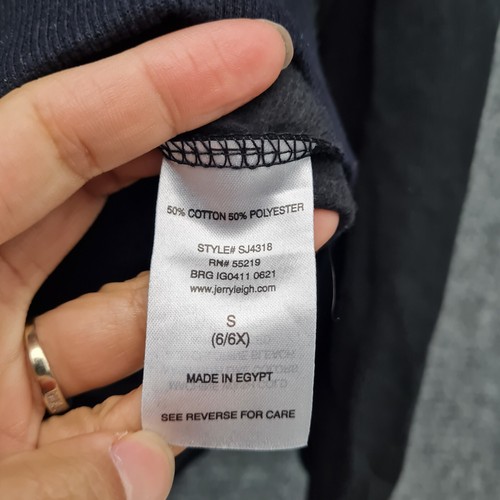 50% COTTON 50% POLYESTER
STYLE# SJ4318
RN# 55219
BRG IG0411 0621
www.jerryleigh.com
S
(6/6X)
MADE IN EGYPT
SEE REVERSE FOR CARE